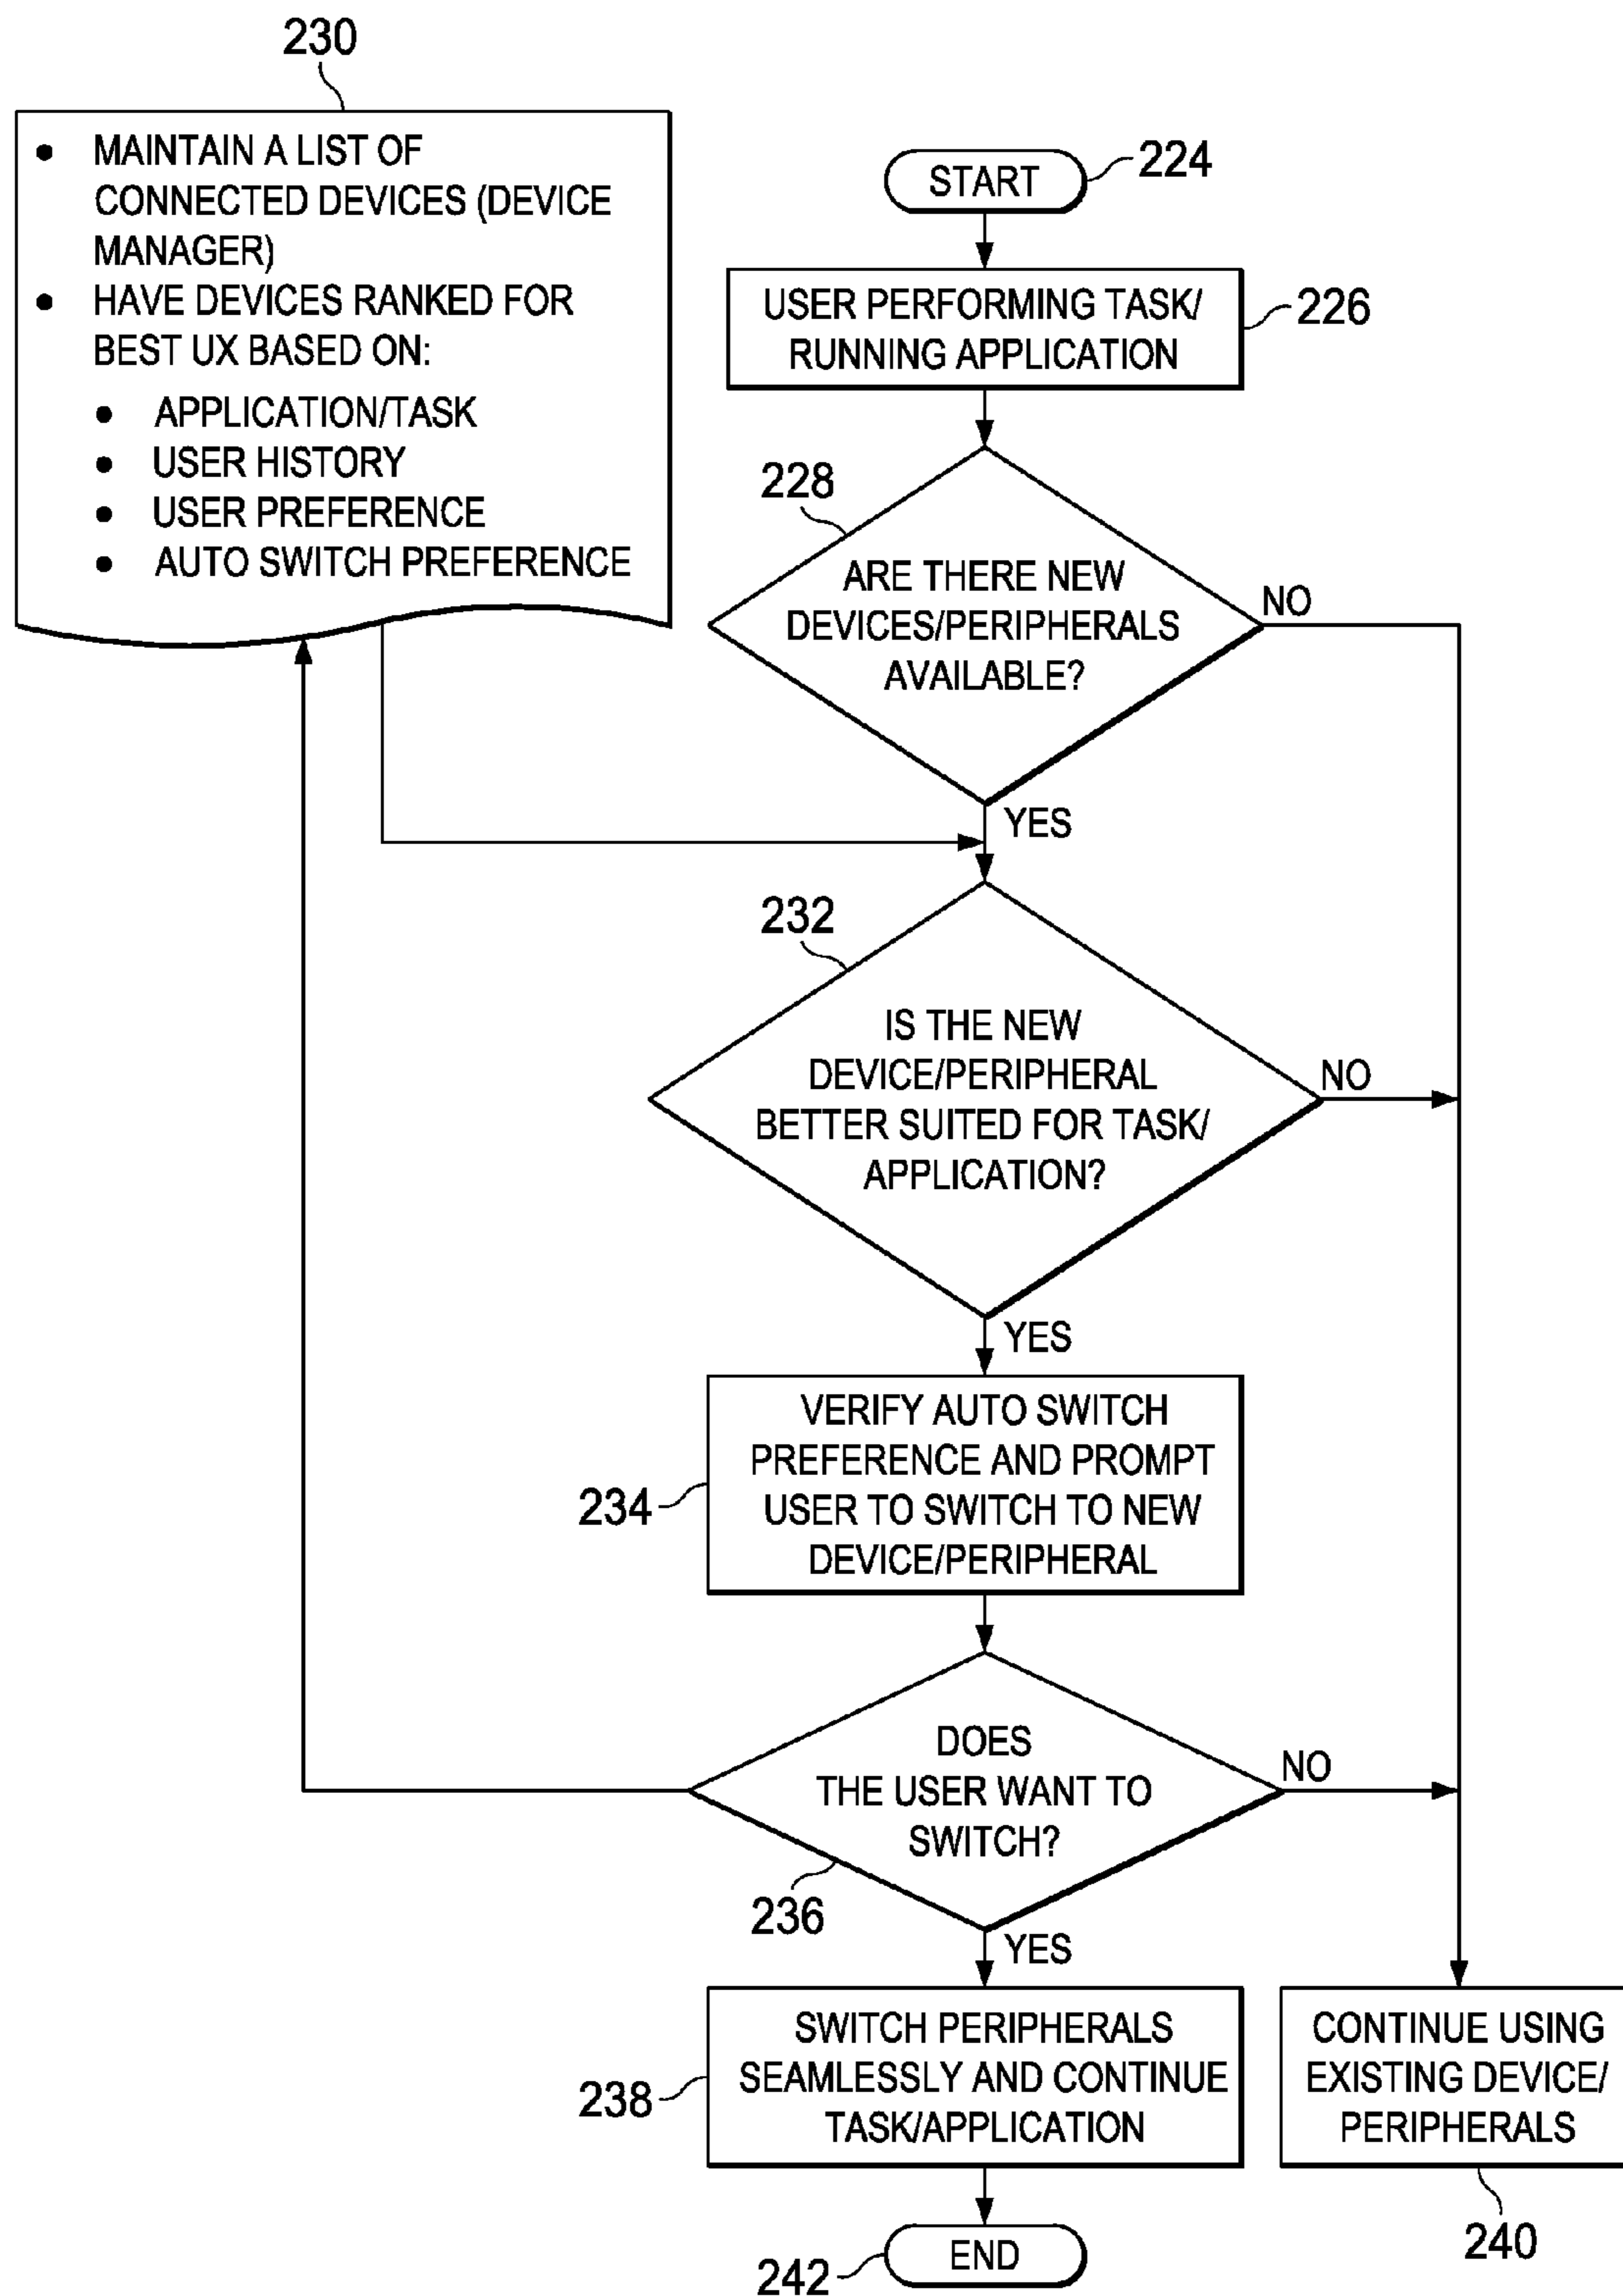 230
• MAINTAIN A LIST OF
CONNECTED DEVICES (DEVICE
MANAGER)
• HAVE DEVICES RANKED FOR
BEST UX BASED ON:
• APPLICATION/TASK
• USER HISTORY
• USER PREFERENCE
• AUTO SWITCH PREFERENCE
START
224
USER PERFORMING TASK/
RUNNING APPLICATION
226
228
ARE THERE NEW
DEVICES/PERIPHERALS
AVAILABLE?
NO
YES
232
IS THE NEW
DEVICE/PERIPHERAL
BETTER SUITED FOR TASK/
APPLICATION?
NO
YES
VERIFY AUTO SWITCH
PREFERENCE AND PROMPT
USER TO SWITCH TO NEW
DEVICE/PERIPHERAL
234
DOES
THE USER WANT TO
SWITCH?
NO
236
YES
SWITCH PERIPHERALS
SEAMLESSLY AND CONTINUE
TASK/APPLICATION
238
CONTINUE USING
EXISTING DEVICE/
PERIPHERALS
240
END
242